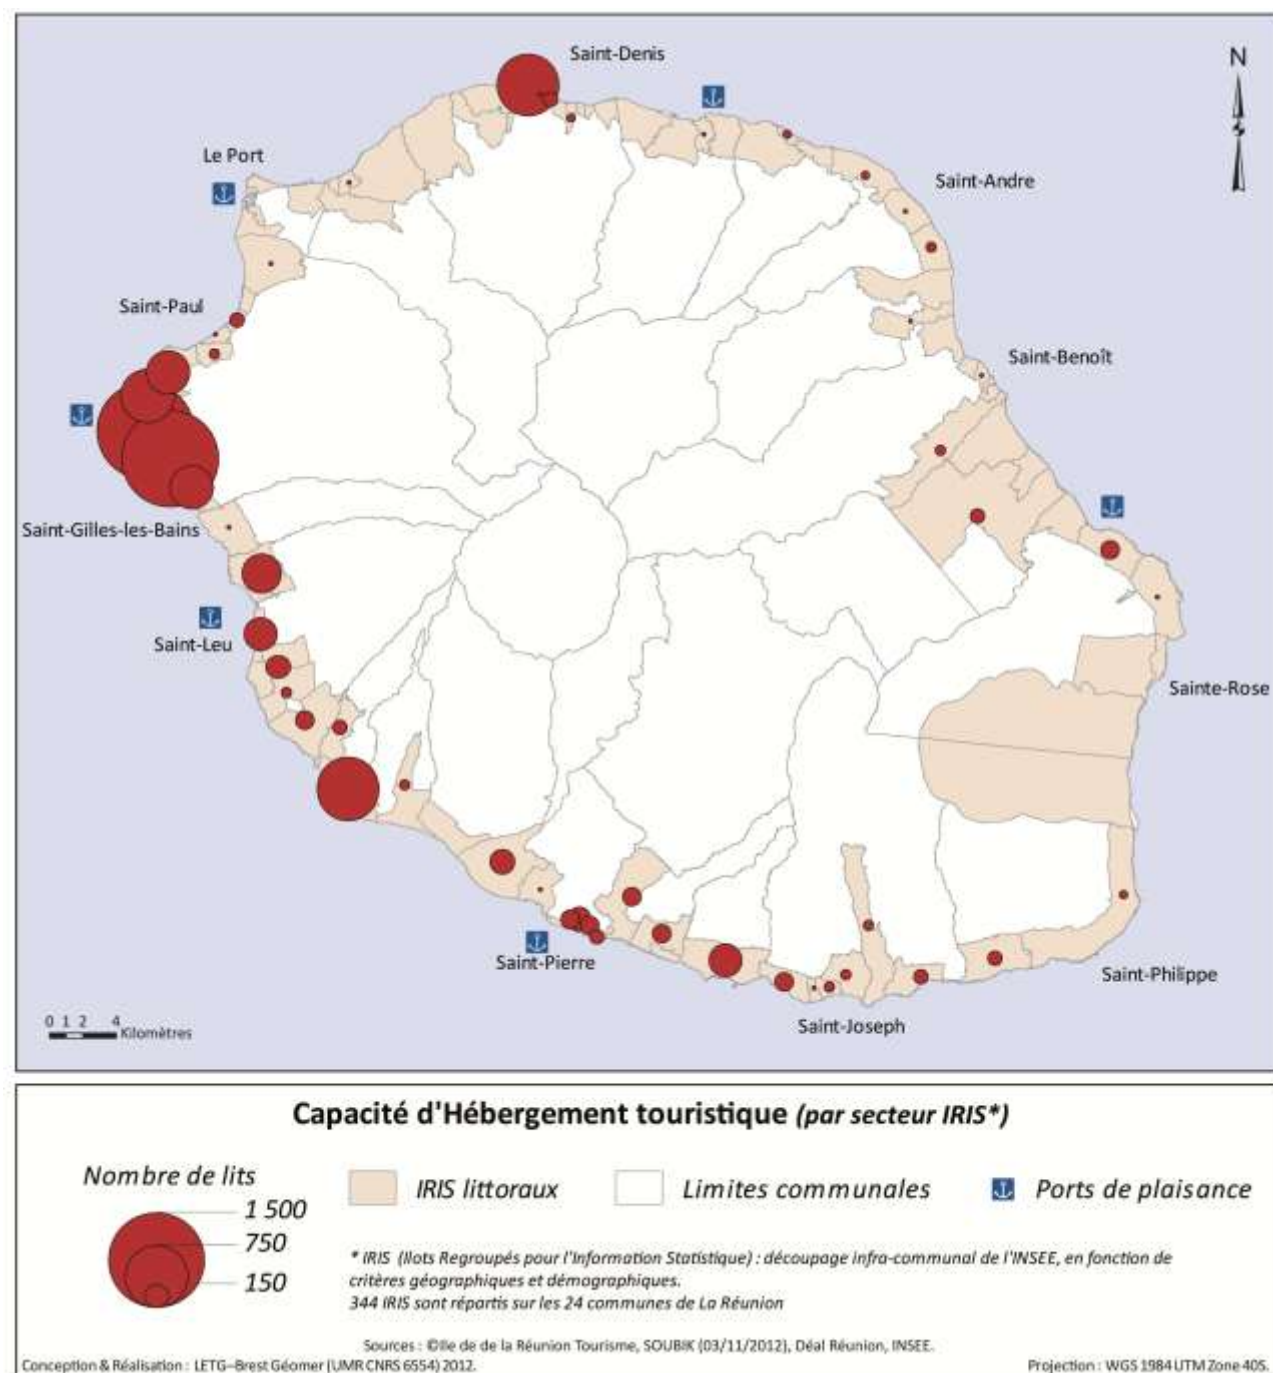 Saint-Denis
N
Le Port
Saint-Andre
Saint-Paul
Saint-Benoît
Saint-Gilles-les-Bains
Saint-Leu
Sainte-Rose
Saint-Pierre
Saint-Philippe
Saint-Joseph
0 1 2 4
Kilomètres
Capacité d'Hébergement touristique (par secteur IRIS*)
Nombre de lits
1 500
750
150
IRIS littoraux
Limites communales
Ports de plaisance
* IRIS (Ilots Regroupés pour l'Information Statistique) : découpage infra-communal de l'INSEE, en fonction de
critères géographiques et démographiques.
344 IRIS sont répartis sur les 24 communes de La Réunion
Sources : ©Ile de de la Réunion Tourisme, SOUBIK (03/11/2012), Déal Réunion, INSEE.
Conception & Réalisation : LETG–Brest Géomer (UMR CNRS 6554) 2012.
Projection : WGS 1984 UTM Zone 40S.